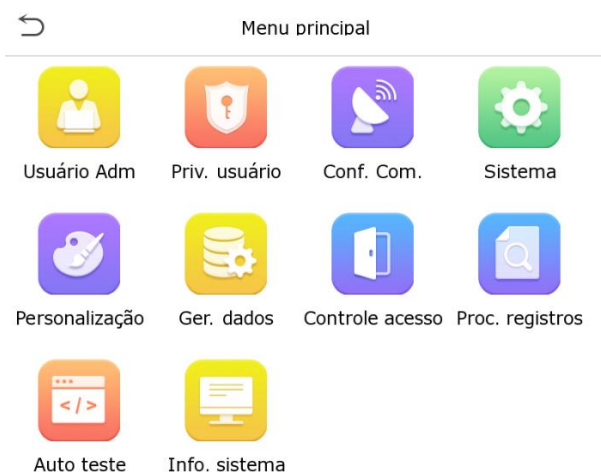 Menu principal
Usuário Adm
Priv. usuário
Conf. Com.
Sistema
Personalização
Ger. dados
Controle acesso
Proc. registros
</>
Auto teste
Info. sistema